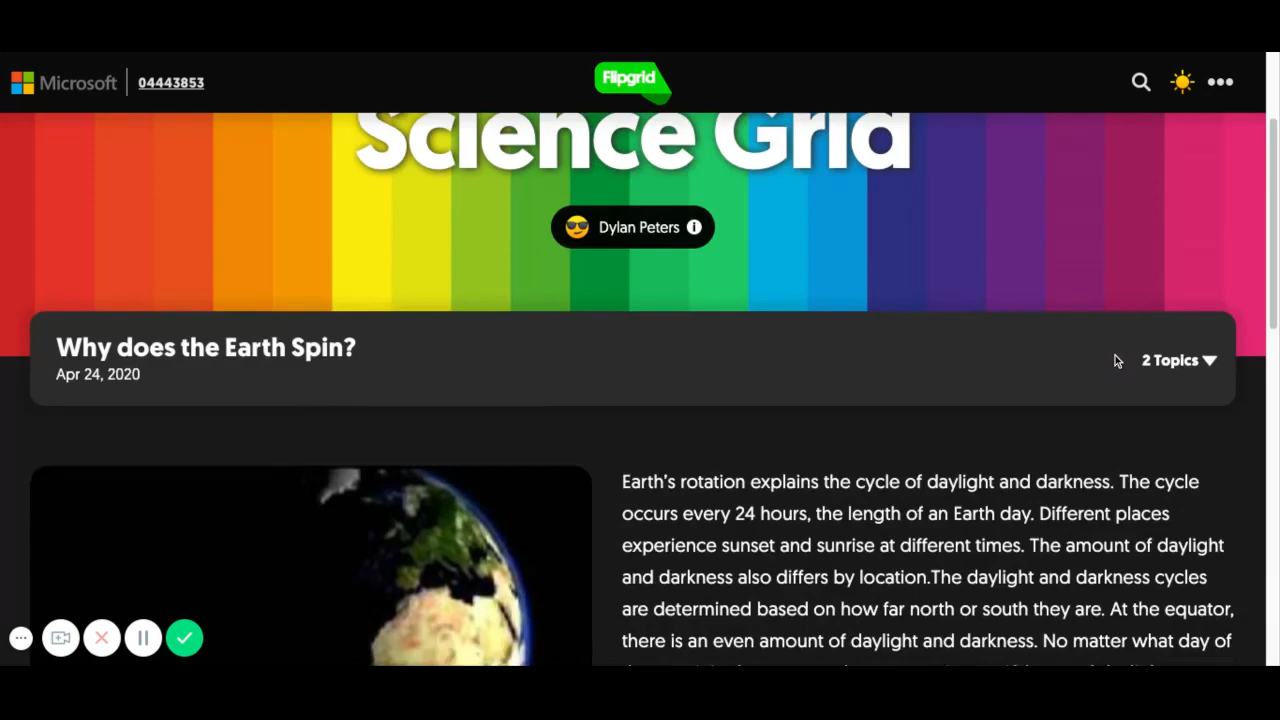 Microsoft
04443853
Flipgrid
Science Grid
Dylan Peters
Why does the Earth Spin?
Apr 24, 2020
2 Topics
Earth's rotation explains the cycle of daylight and darkness. The cycle
occurs every 24 hours, the length of an Earth day. Different places
experience sunset and sunrise at different times. The amount of daylight
and darkness also differs by location.The daylight and darkness cycles
are determined based on how far north or south they are. At the equator,
there is an even amount of daylight and darkness. No matter what day of